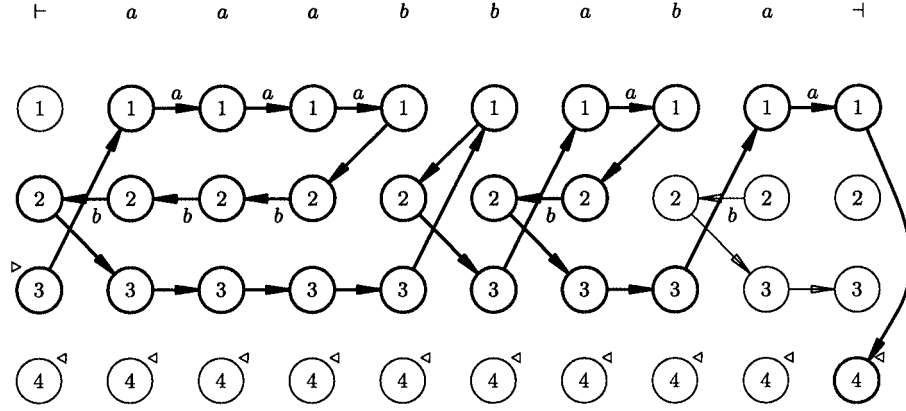 ⊢ a a a b b a b a ⊣
a a a a a
1 1 1 1 1 1 1 1 1 1
2 2 2 2 2 2 2 2 2 2
b b b b b
3 3 3 3 3 3 3 3 3 3
4 4 4 4 4 4 4 4 4 4